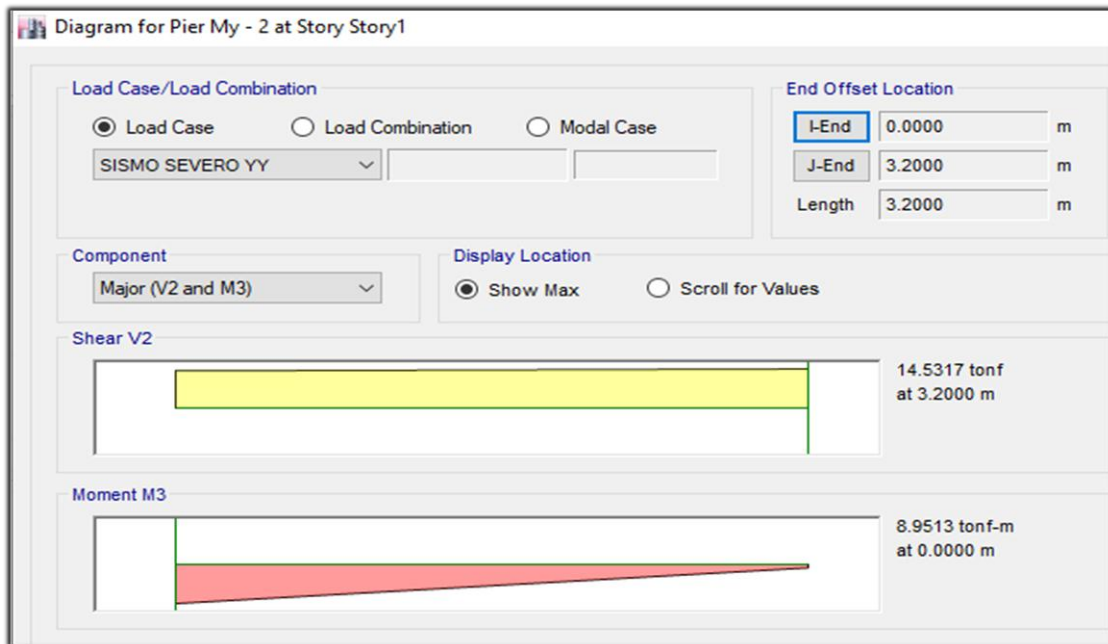 Diagram for Pier My - 2 at Story Story1
Load Case/Load Combination
Load Case
Load Combination
Modal Case
SISMO SEVERO YY
End Offset Location
I-End
0.0000
m
J-End
3.2000
m
Length
3.2000
m
Component
Major (V2 and M3)
Display Location
Show Max
Scroll for Values
Shear V2
14.5317 tonf
at 3.2000 m
Moment M3
8.9513 tonf-m
at 0.0000 m